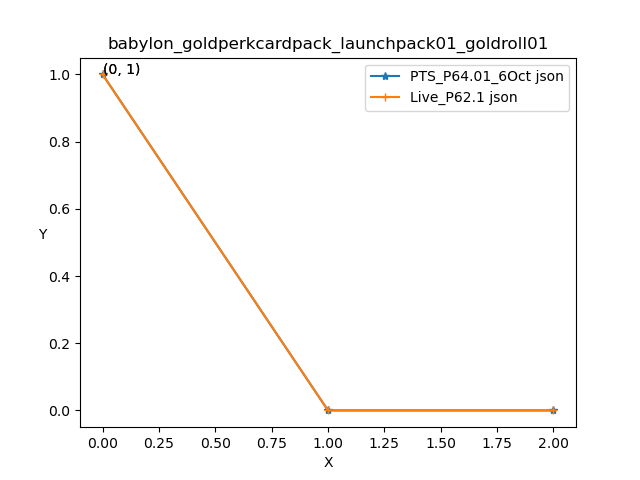 babylon_goldperkcardpack_launchpack01_goldroll01
(0, 1)
PTS_P64.01_6Oct json
Live_P62.1 json
1.0
0.8
0.6
Y
0.4
0.2
0.0
0.00 0.25 0.50 0.75 1.00 1.25 1.50 1.75 2.00
X